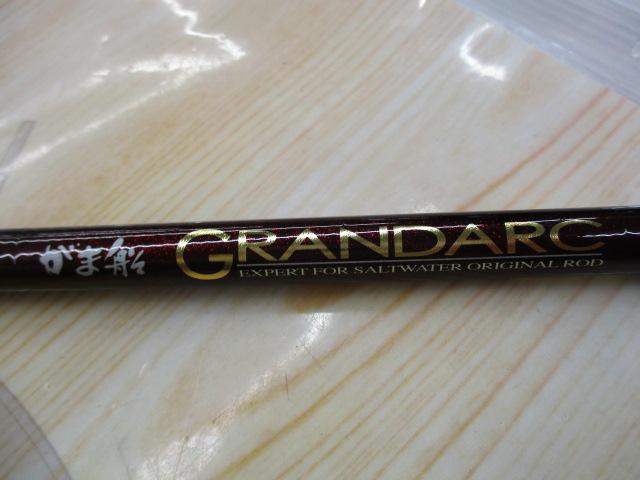 がま船 GRANDARC
EXPERT FOR SALTWATER ORIGINAL ROD